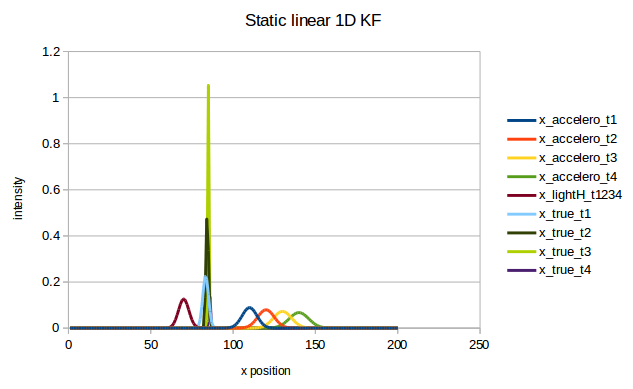 Static linear 1D KF
1.2
1
0.8
0.6
0.4
0.2
0
intensity
0 50 100 150 200 250
x position
x_accelero_t1
x_accelero_t2
x_accelero_t3
x_accelero_t4
x_lightH_t1234
x_true_t1
x_true_t2
x_true_t3
x_true_t4